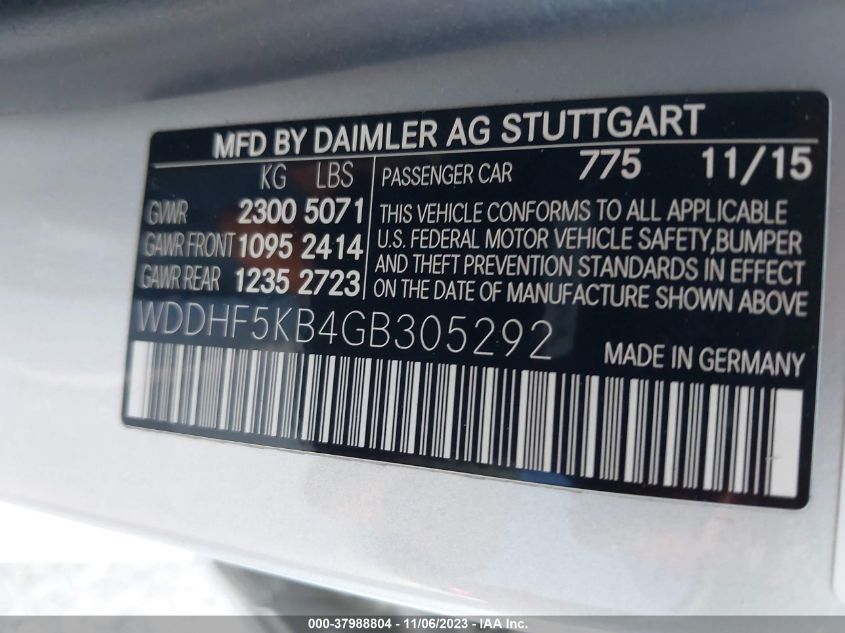 MFD BY DAIMLER AG STUTTGART
KG LBS
GVWR 2300 5071
GAWR FRONT 1095 2414
GAWR REAR 1235 2723
PASSENGER CAR 775 11/15
THIS VEHICLE CONFORMS TO ALL APPLICABLE
U.S. FEDERAL MOTOR VEHICLE SAFETY,BUMPER
AND THEFT PREVENTION STANDARDS IN EFFECT
ON THE DATE OF MANUFACTURE SHOWN ABOVE
WDDHF5KB4GB305292
MADE IN GERMANY
000-37988804 - 11/06/2023 - IAA Inc.